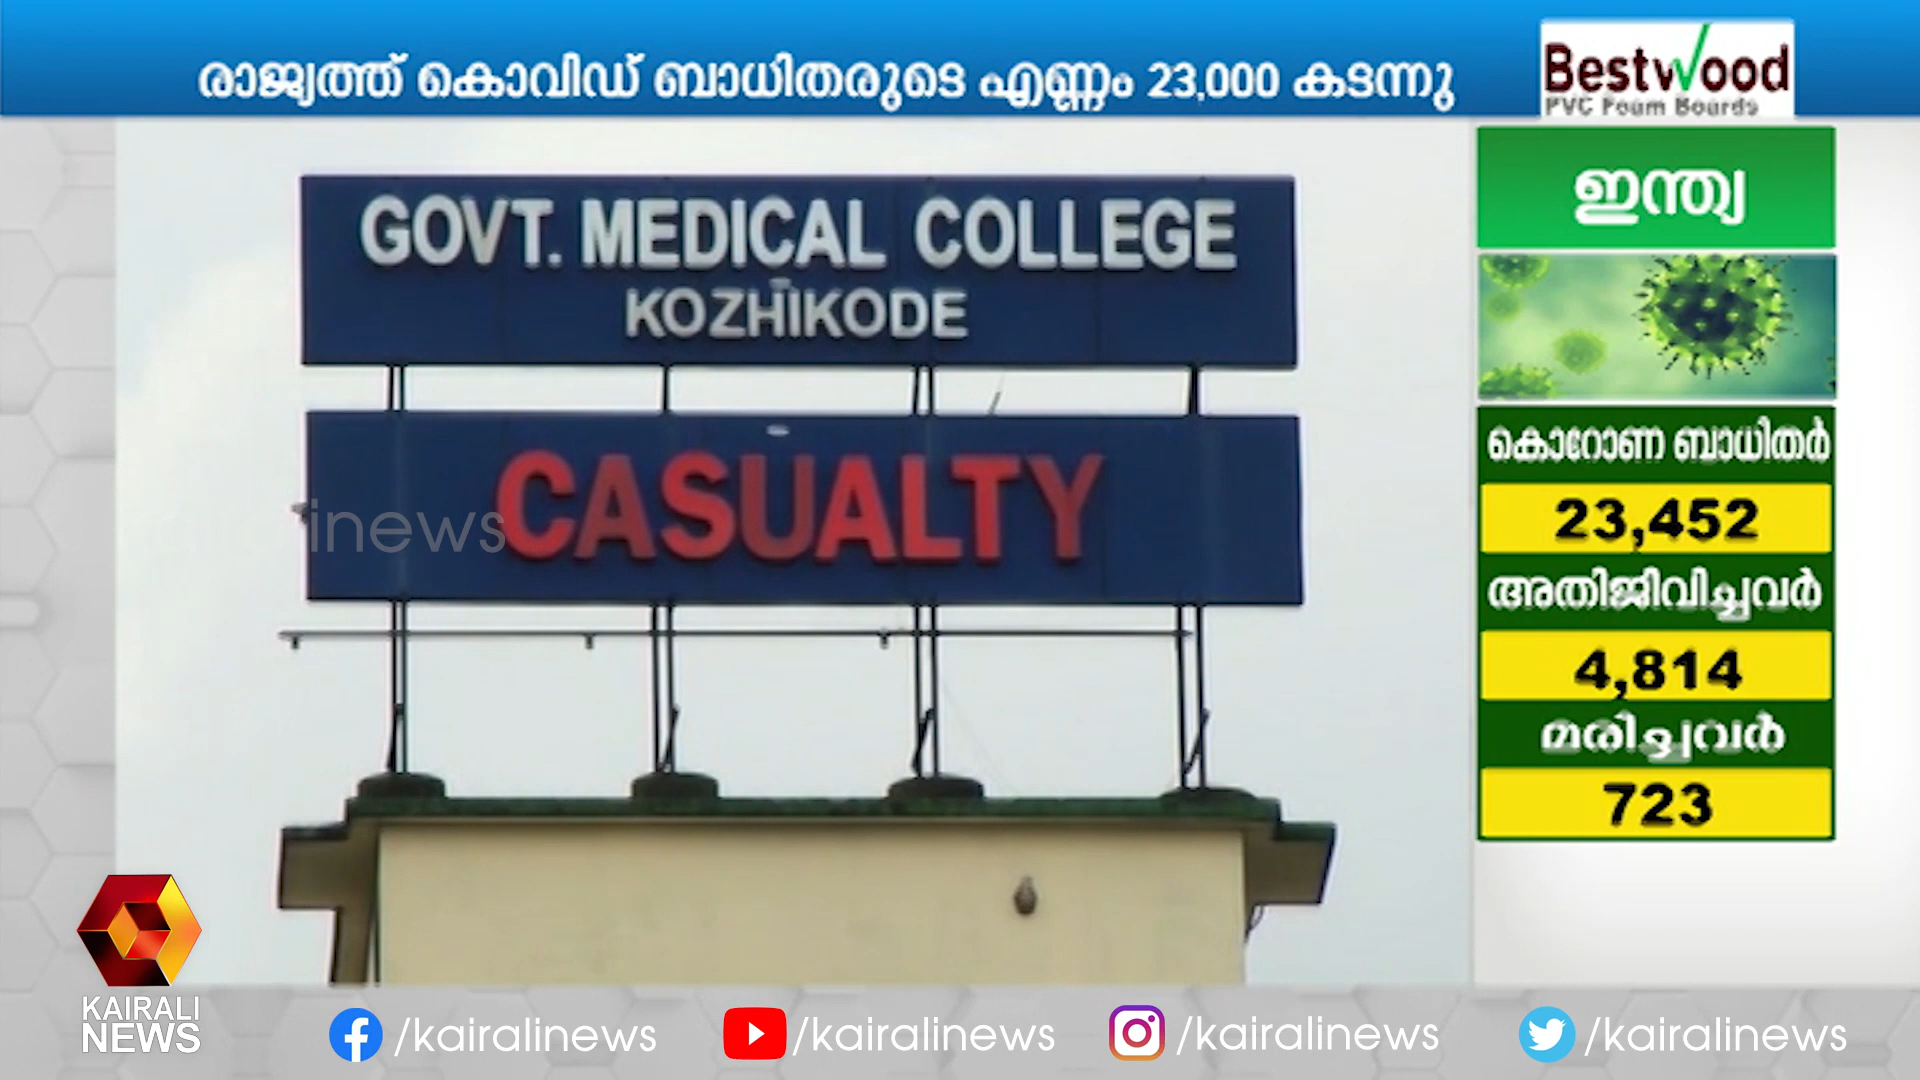 രാജ്യത്ത് കൊവിഡ് ബാധിതരുടെ എണ്ണം 23,000 കടന്നു
Bestwood
PVC Foam Boards
GOVT. MEDICAL COLLEGE
KOZHIKODE
CASUALTY
kairalinews
ഇന്ത്യ
കൊറോണ ബാധിതർ
23,452
അതിജീവിച്ചവർ
4,814
മരിച്ചവർ
723
KAIRALI
NEWS
/kairalinews
/kairalinews
/kairalinews
/kairalinews